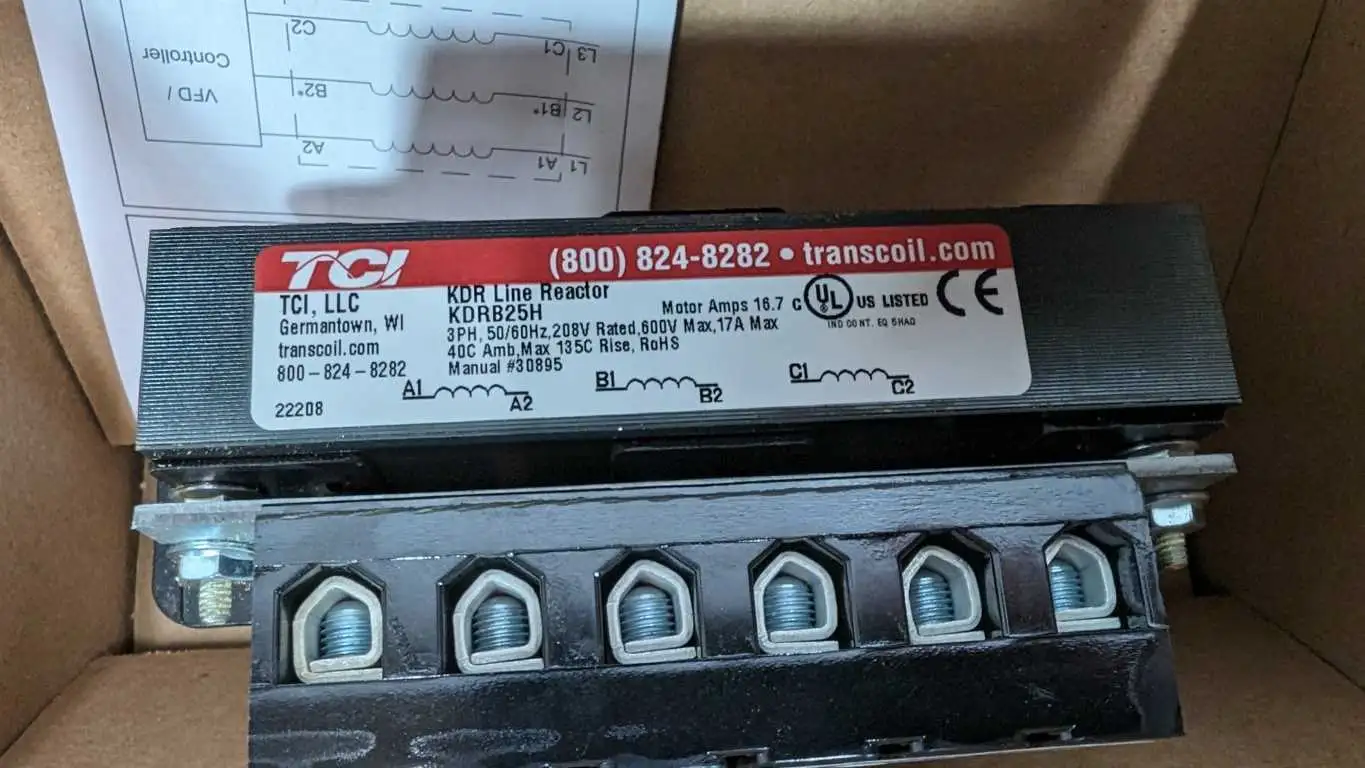 VFD /
Controller
A2
A1
L1
B2*
B1*
L2
C2
C1
L3
TCI
(800) 824-8282 • transcoil.com
TCI, LLC
Germantown, WI
transcoil.com
800-824-8282
22208
KDR Line Reactor
KDRB25H
Motor Amps 16.7
3PH, 50/60Hz,208V Rated,600V Max,17A Max
40C Amb,Max 135C Rise, RoHS
Manual #30895
C UL US LISTED CE
IND CONT. EQ 5HAQ
A1
A2
B1
B2
C1
C2